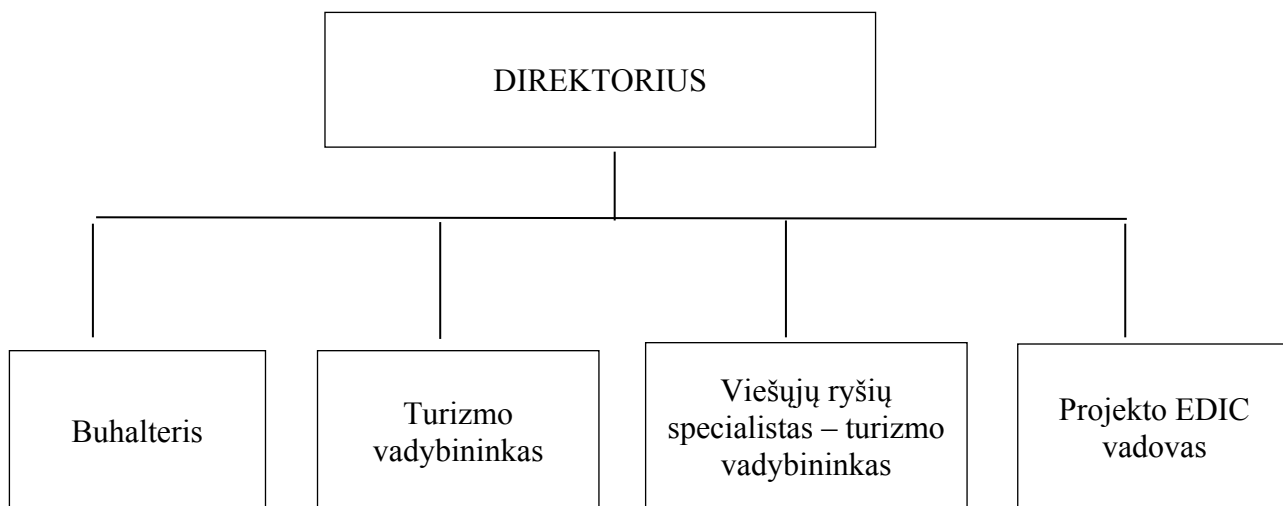 DIREKTORIUS
Buhalteris
Turizmo
vadybininkas
Viešųjų ryšių
specialistas – turizmo
vadybininkas
Projekto EDIC
vadovas